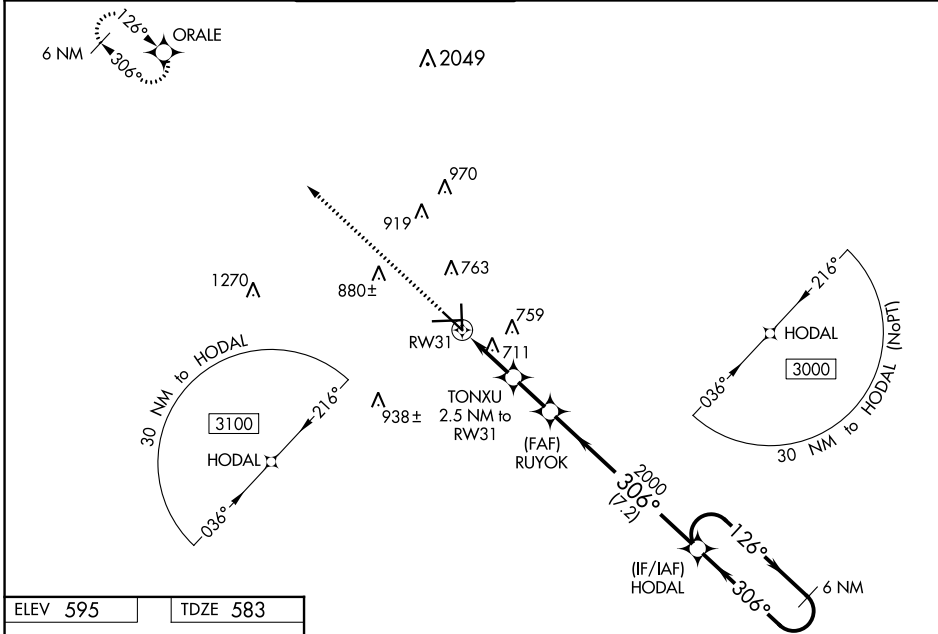 126°
ORALE
6 NM
306°
2049
970
919
763
1270
880±
759
RW31
711
TONXU
2.5 NM to
RW31
938±
(FAF)
RUYOK
30 NM to HODAL
216°
3100
HODAL
036°
216°
HODAL
3000
036°
30 NM to HODAL (NoPT)
2000
306°
(7.2)
126°
(IF/IAF)
HODAL
6 NM
306°
ELEV 595
TDZE 583